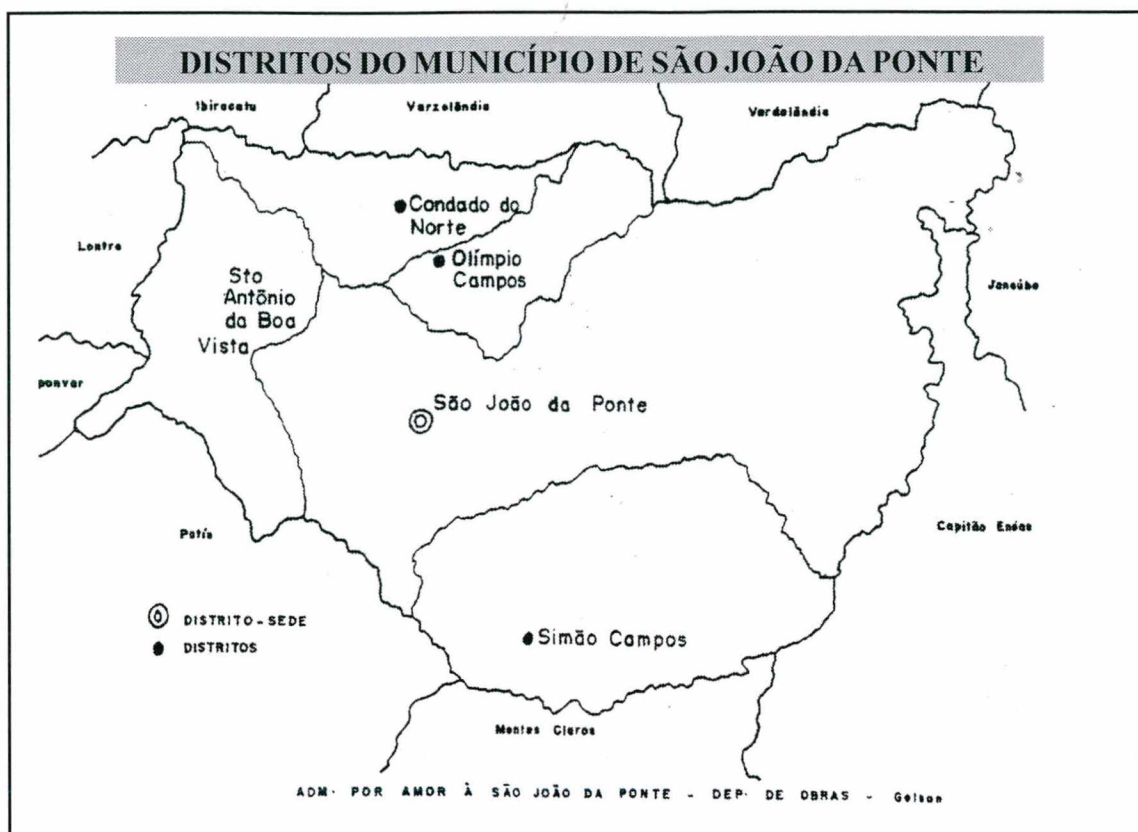 DISTRITOS DO MUNICÍPIO DE SÃO JOÃO DA PONTE
Ibiracatu
Varzelândia
Verdelândia
Condado do
Norte
Lontra
Olímpio
Campos
Sto
Antônio
da Boa
Vista
Janaúba
ponvar
São João da Ponte
Patís
Capitão Enéas
DISTRITO-SEDE
DISTRITOS
Simão Campos
Montes Claros
ADM. POR AMOR À SÃO JOÃO DA PONTE - DEP. DE OBRAS - Gelson